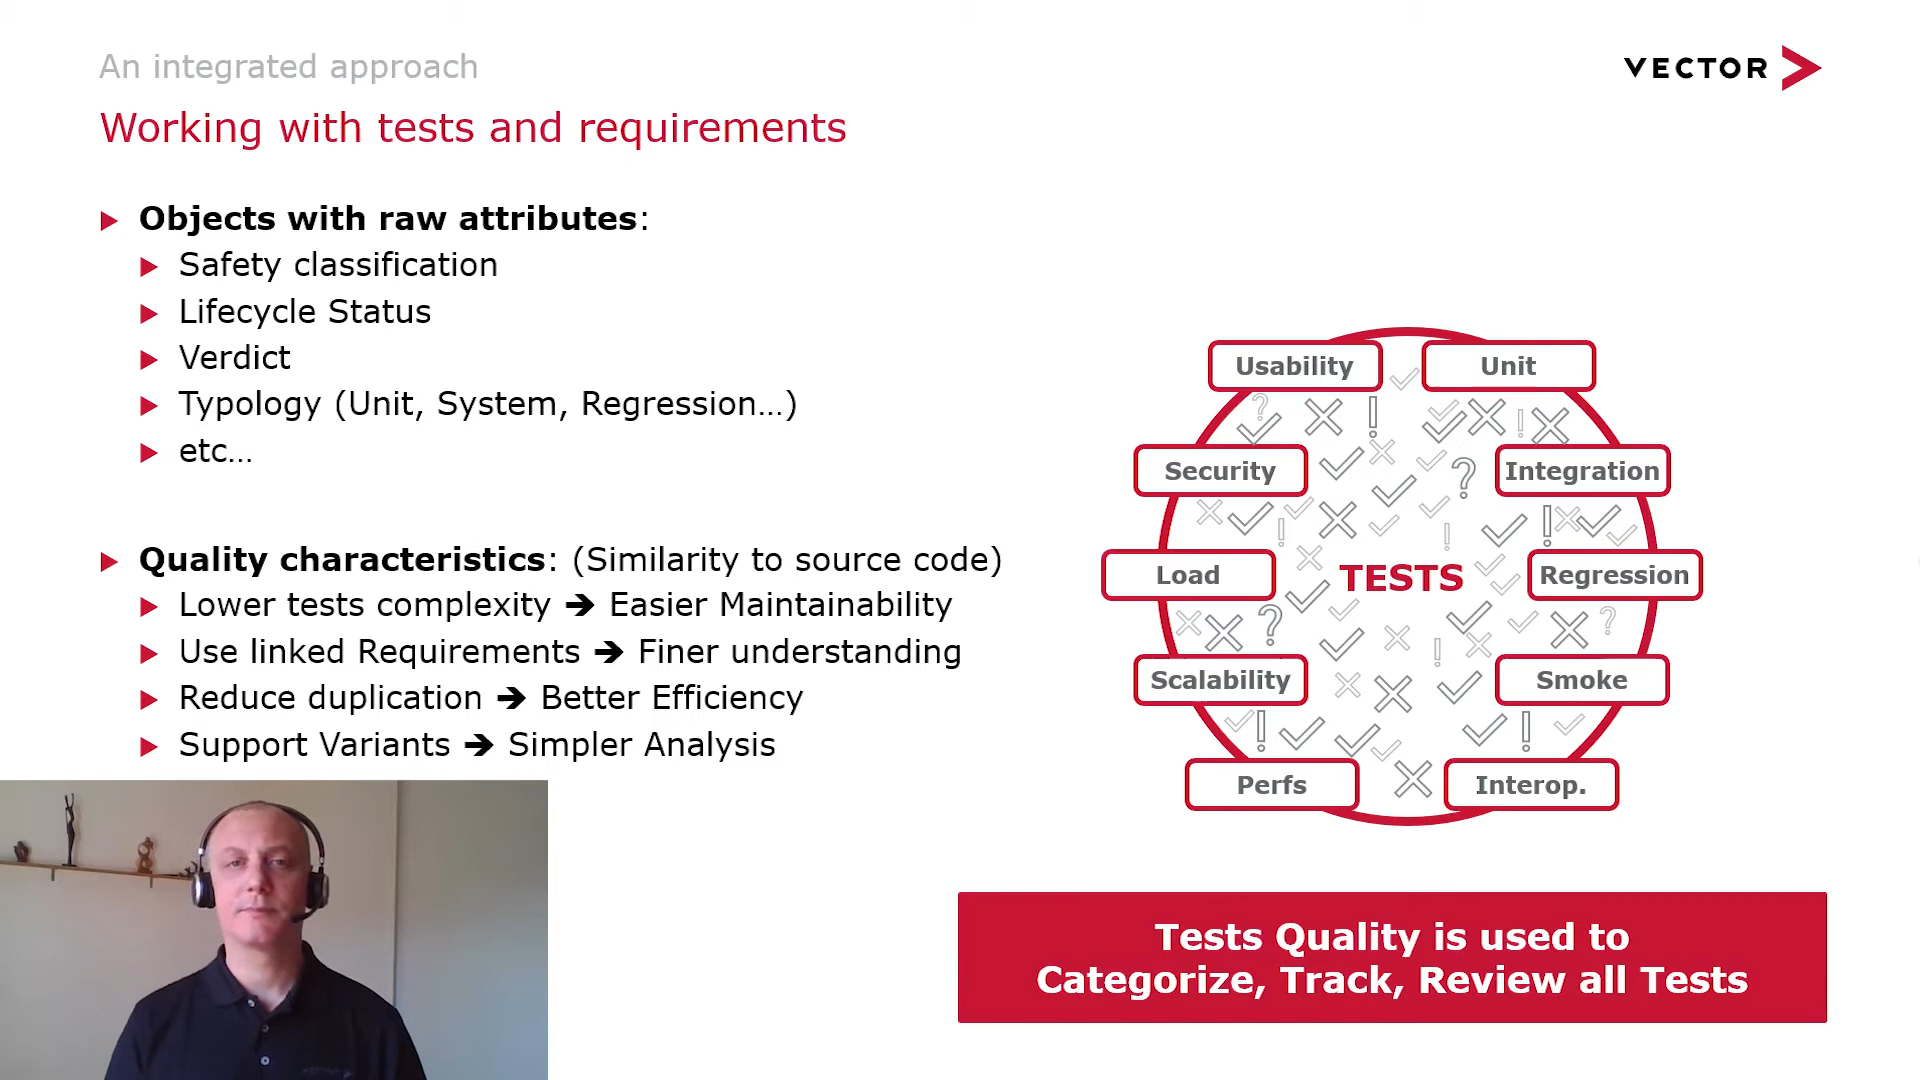 An integrated approach
VECTOR
Working with tests and requirements
Objects with raw attributes:
Safety classification
Lifecycle Status
Verdict
Typology (Unit, System, Regression...)
etc...
Quality characteristics: (Similarity to source code)
Lower tests complexity ➔ Easier Maintainability
Use linked Requirements ➔ Finer understanding
Reduce duplication ➔ Better Efficiency
Support Variants ➔ Simpler Analysis
Usability
Unit
Security
Integration
Load
TESTS
Regression
Scalability
Smoke
Perfs
Interop.
Tests Quality is used to
Categorize, Track, Review all Tests
VECTOR